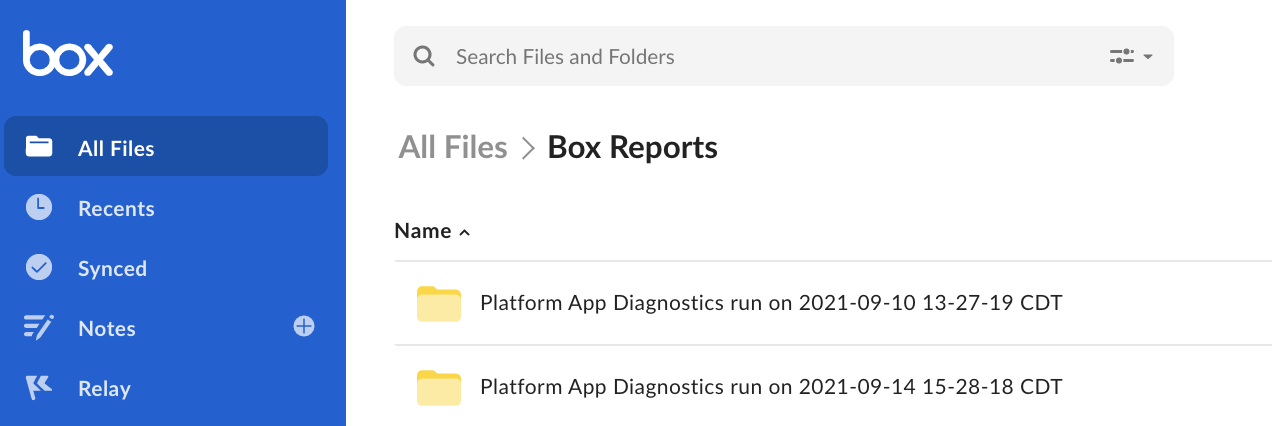 box
Search Files and Folders
All Files
Recents
Synced
Notes
Relay
All Files > Box Reports
Name
Platform App Diagnostics run on 2021-09-10 13-27-19 CDT
Platform App Diagnostics run on 2021-09-14 15-28-18 CDT